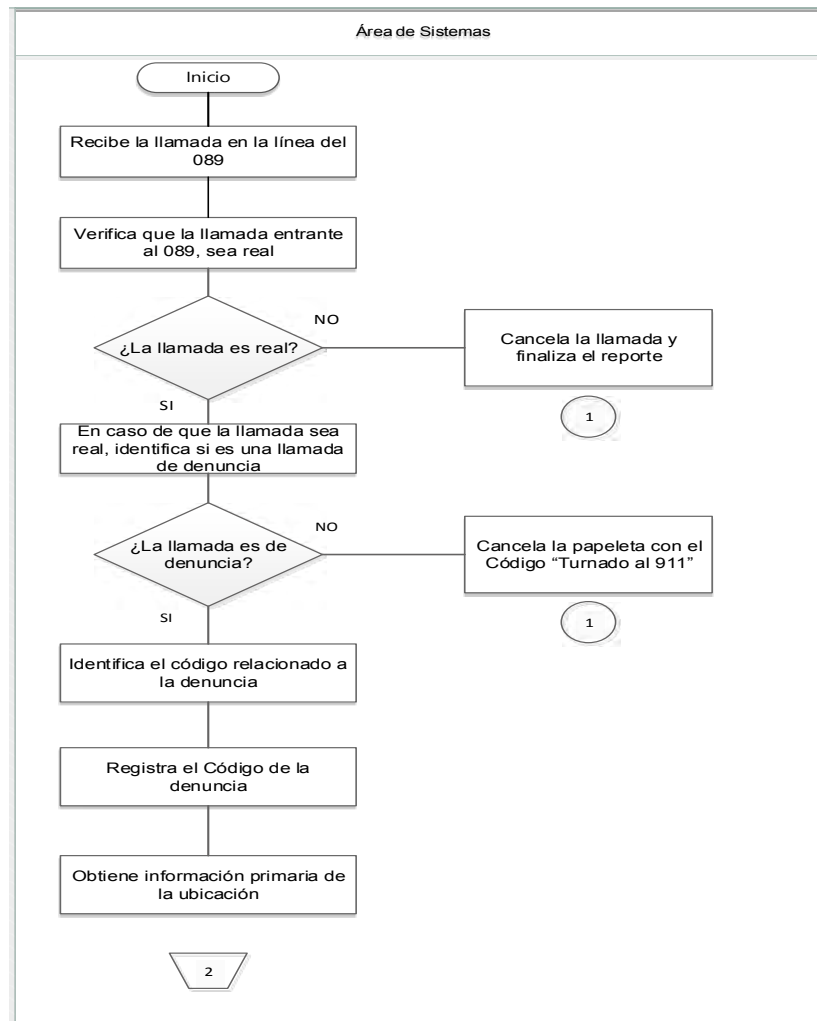 Área de Sistemas
Inicio
Recibe la llamada en la línea del
089
Verifica que la llamada entrante
al 089, sea real
¿La llamada es real?
NO
Cancela la llamada y
finaliza el reporte
1
SI
En caso de que la llamada sea
real, identifica si es una llamada
de denuncia
¿La llamada es de
denuncia?
NO
Cancela la papeleta con el
Código “Turnado al 911”
1
SI
Identifica el código relacionado a
la denuncia
Registra el Código de la
denuncia
Obtiene información primaria de
la ubicación
2